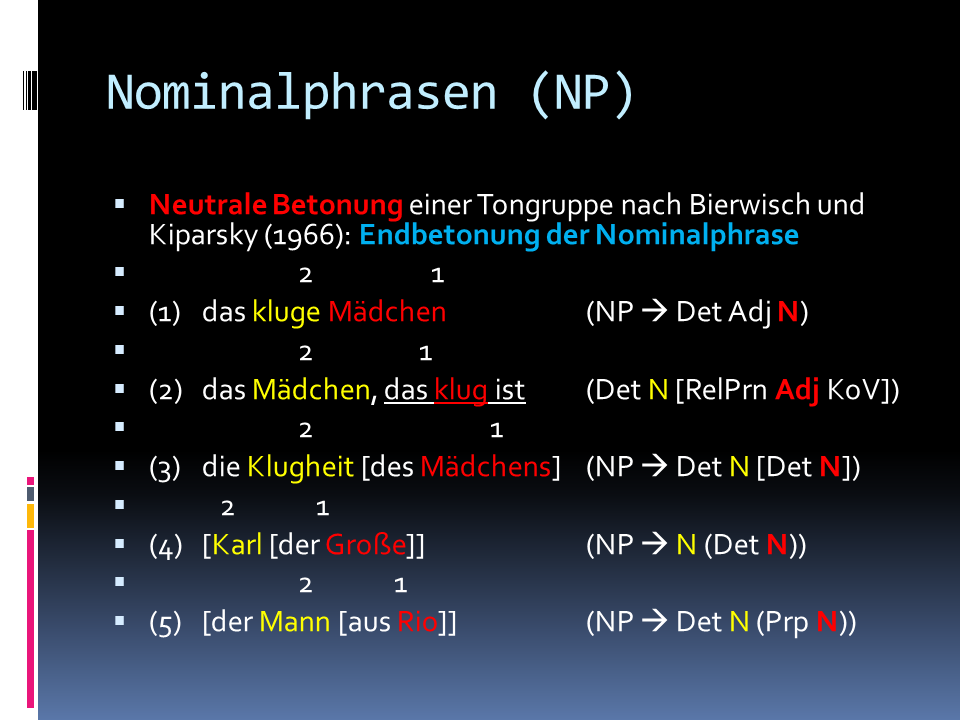 Nominalphrasen (NP)
▪ Neutrale Betonung einer Tongruppe nach Bierwisch und
Kiparsky (1966): Endbetonung der Nominalphrase
▪ 2 1
▪ (1) das kluge Mädchen (NP → Det Adj N)
▪ 2 1
▪ (2) das Mädchen, das klug ist (Det N [RelPrn Adj KoV])
▪ 2 1
▪ (3) die Klugheit [des Mädchens] (NP → Det N [Det N])
▪ 2 1
▪ (4) [Karl [der Große]] (NP → N (Det N))
▪ 2 1
▪ (5) [der Mann [aus Rio]] (NP → Det N (Prp N))